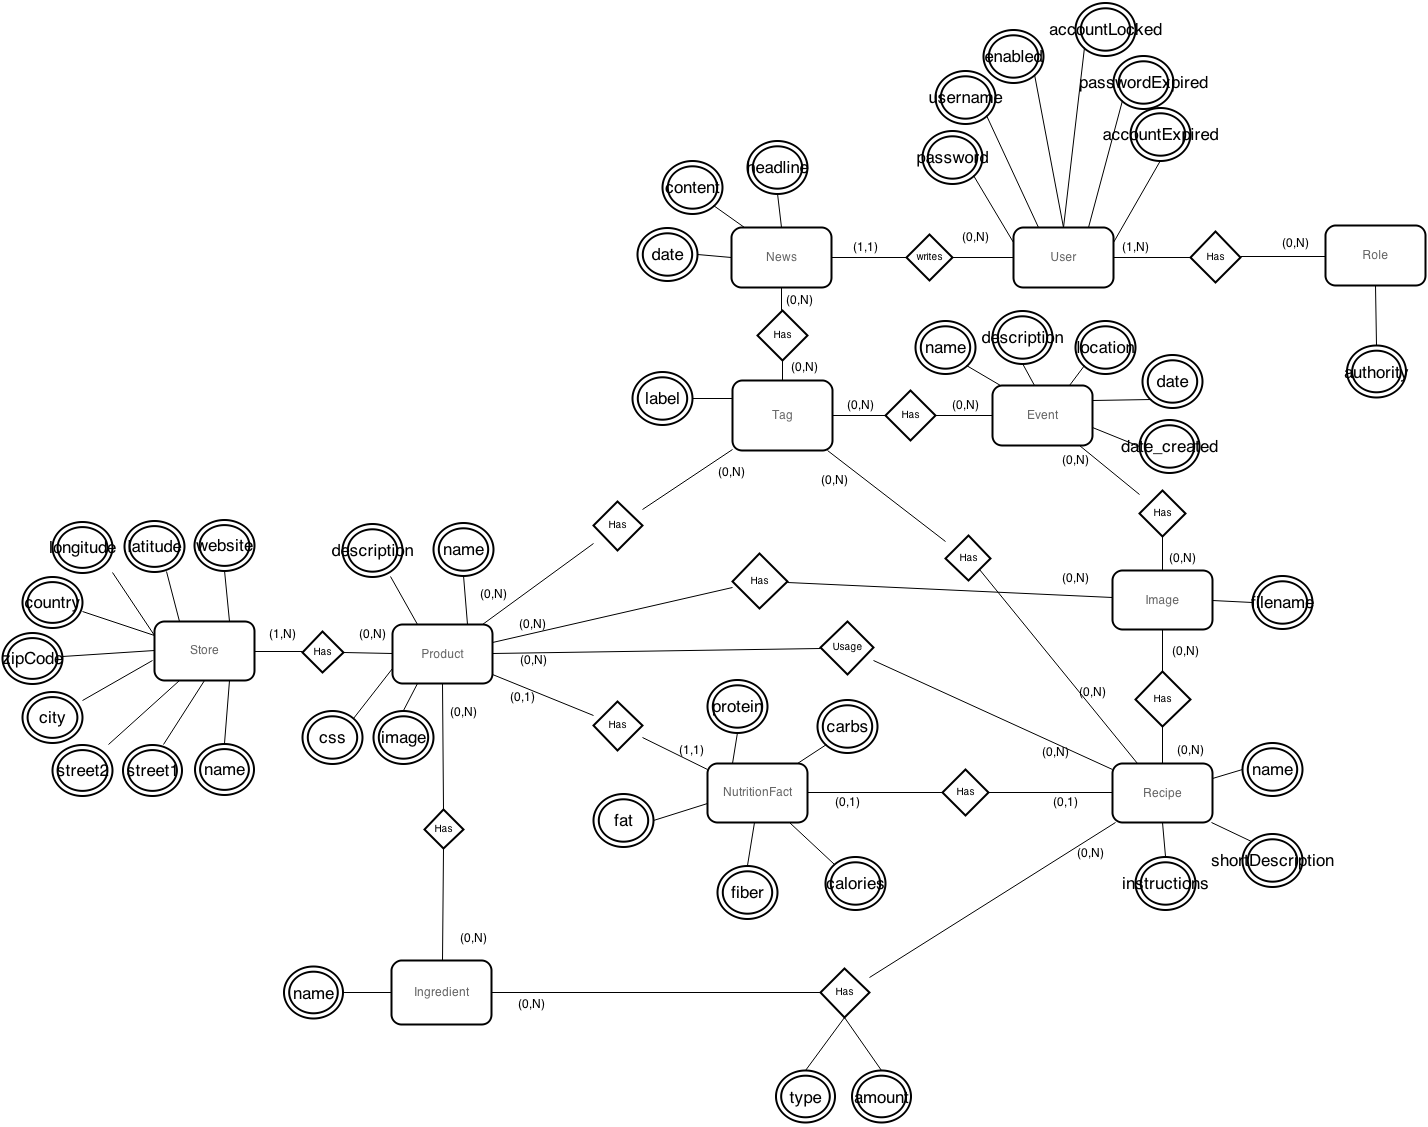 accountLocked
enabled
passwordExpired
username
accountExpired
password
headline
content
date
News
(1,1)
writes
(0,N)
User
(1,N)
Has
(0,N)
Role
(0,N)
Has
(0,N)
authority
name
description
location
date
date_created
label
Tag
(0,N)
Has
(0,N)
Event
(0,N)
(0,N)
(0,N)
Has
Has
Has
(0,N)
longitude
latitude
website
description
name
country
zipCode
city
street2
street1
name
Store
(1,N)
Has
(0,N)
Product
(0,N)
(0,N)
Has
(0,N)
Image
filename
(0,N)
Usage
(0,N)
Has
(0,N)
(0,1)
(0,N)
css
image
Has
(1,1)
protein
carbs
(0,N)
(0,N)
name
NutritionFact
(0,1)
Has
(0,1)
Recipe
fat
Has
(0,N)
shortDescription
instructions
fiber
calories
(0,N)
name
Ingredient
(0,N)
Has
type
amount